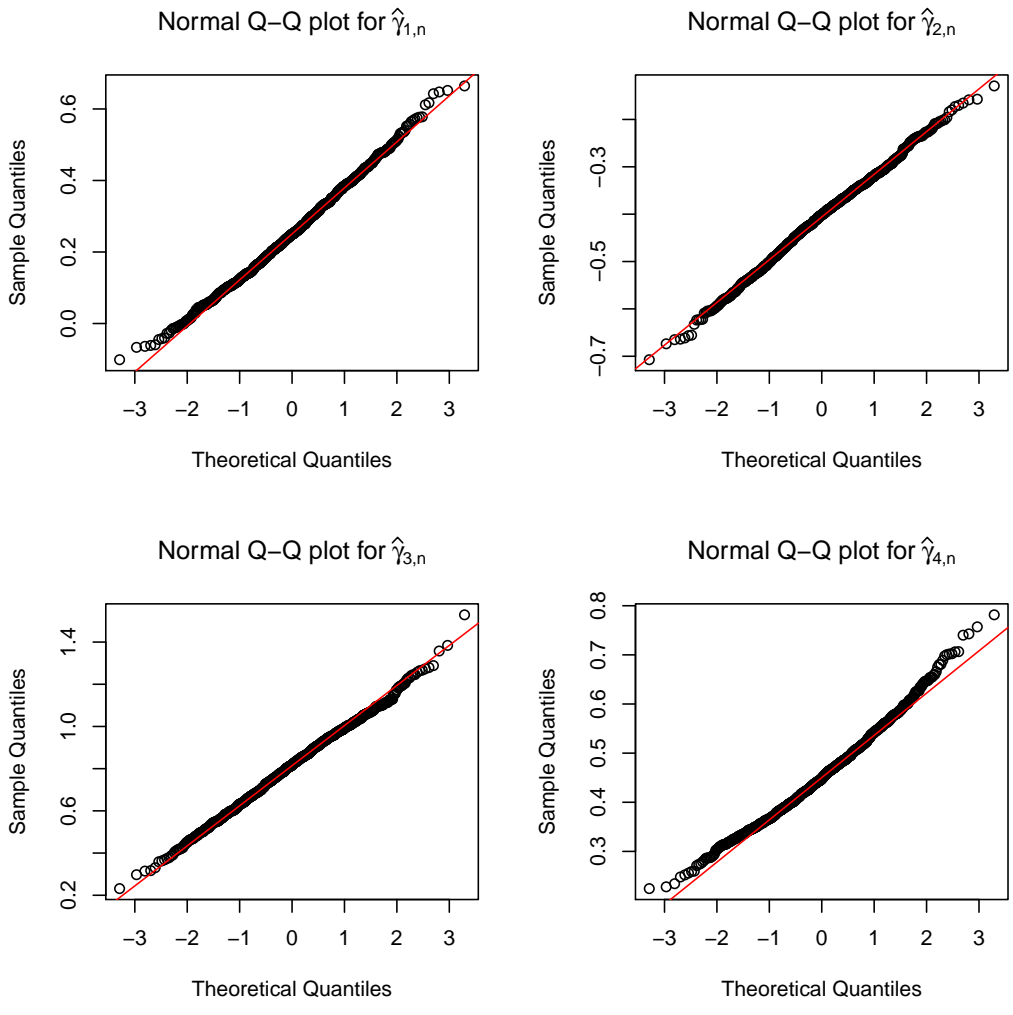 Normal Q−Q plot for γ̂1,n
Sample Quantiles
0.0 0.2 0.4 0.6
−3 −2 −1 0 1 2 3
Theoretical Quantiles
Normal Q−Q plot for γ̂2,n
Sample Quantiles
−0.7 −0.5 −0.3
−3 −2 −1 0 1 2 3
Theoretical Quantiles
Normal Q−Q plot for γ̂3,n
Sample Quantiles
0.2 0.6 1.0 1.4
−3 −2 −1 0 1 2 3
Theoretical Quantiles
Normal Q−Q plot for γ̂4,n
Sample Quantiles
0.3 0.4 0.5 0.6 0.7 0.8
−3 −2 −1 0 1 2 3
Theoretical Quantiles